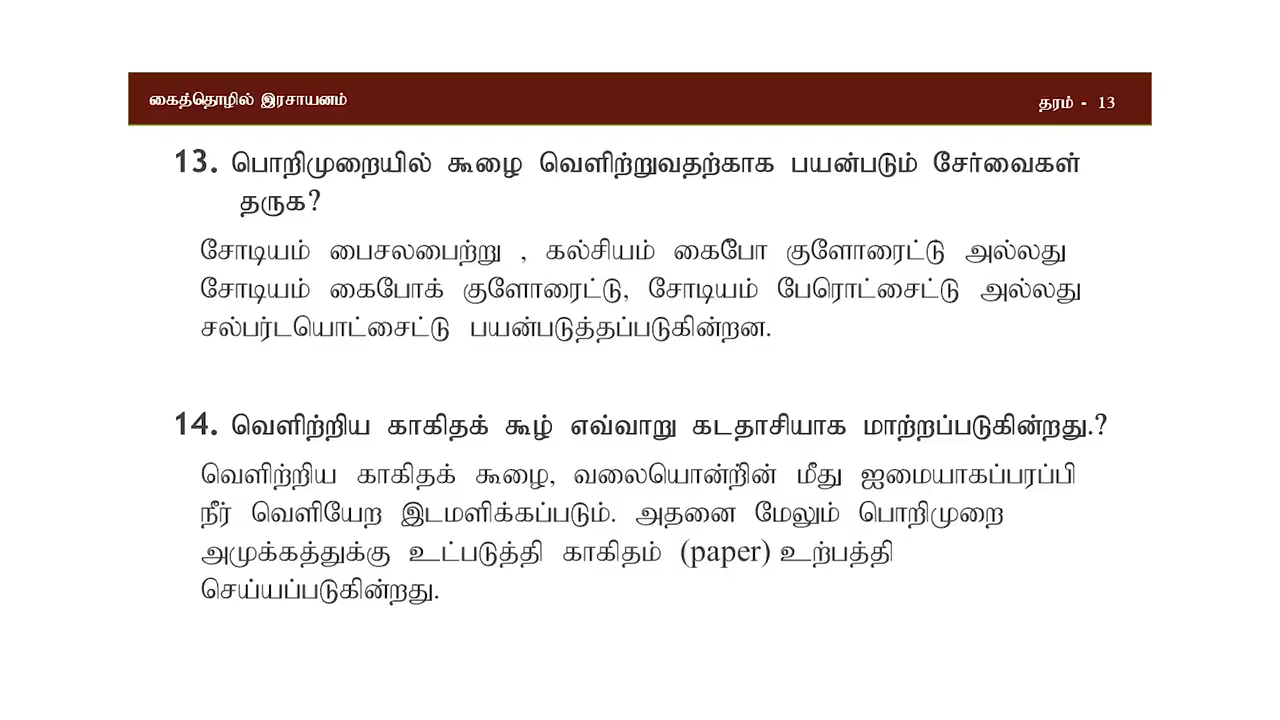 கைத்தொழில் இரசாயனம்
தரம் - 13
13. பொறிமுறையில் கூழை வெளிற்றுவதற்காக பயன்படும் சேர்வைகள்
தருக?
சோடியம் பைசலபைற்று , கல்சியம் கைபோ குளோரைட்டு அல்லது
சோடியம் கைபோக் குளோரைட்டு, சோடியம் பேரொட்சைட்டு அல்லது
சல்பர்டயொட்சைட்டு பயன்படுத்தப்படுகின்றன.
14. வெளிற்றிய காகிதக் கூழ் எவ்வாறு கடதாசியாக மாற்றப்படுகின்றது.?
வெளிற்றிய காகிதக் கூழை, வலையொன்றின் மீது ஐமையாகப்பரப்பி
நீர் வெளியேற இடமளிக்கப்படும். அதனை மேலும் பொறிமுறை
அமுக்கத்துக்கு உட்படுத்தி காகிதம் (paper) உற்பத்தி
செய்யப்படுகின்றது.